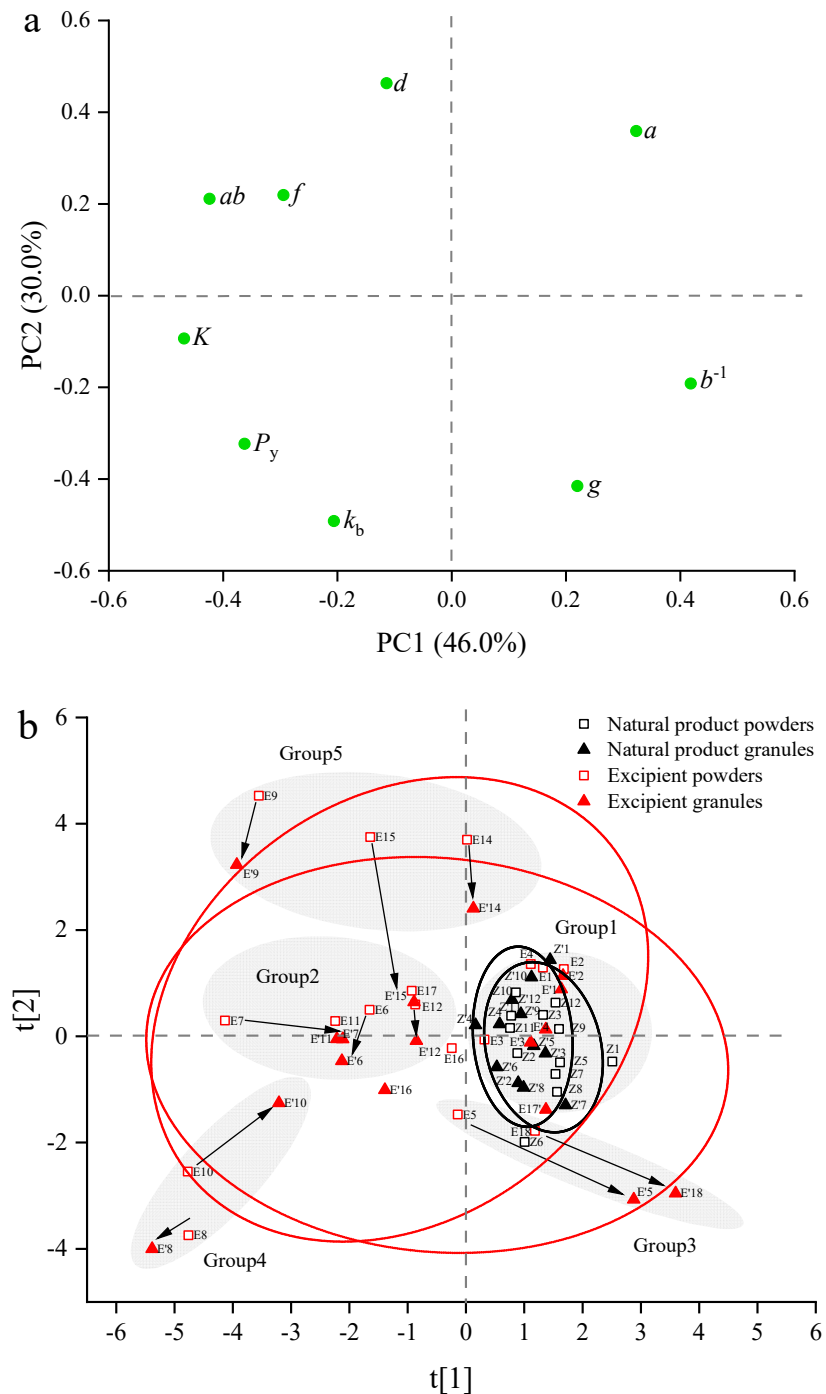 a
0.6
0.4
0.2
0.0
-0.2
-0.4
-0.6
PC2 (30.0%)
d
a
ab
f
K
b-1
Py
g
kb
-0.6
-0.4
-0.2
0.0
0.2
0.4
0.6
PC1 (46.0%)
b
6
4
2
0
-2
-4
t[2]
Natural product powders
Natural product granules
Excipient powders
Excipient granules
Group5
E9
E15
E14
E'9
E'14
Group1
Z'1
E4
E1
E2
Z'10
E'2
Group2
E17
E'15
E12
E6
E7
E11
E'11
E'7
E'6
E'12
E16
E'16
Z10
E'1
Z'12
Z12
Z4
Z'9
Z3
Z'4
Z11
Z9
E3
E'3
Z'5
Z2
Z'3
Z1
Z'6
Z5
Z7
Z'2
Z'8
Z8
Z'7
E17'
E5
E18
Z6
E'10
E10
E'5
E'18
Group3
E8
E'8
Group4
-6
-5
-4
-3
-2
-1
0
1
2
3
4
5
6
t[1]